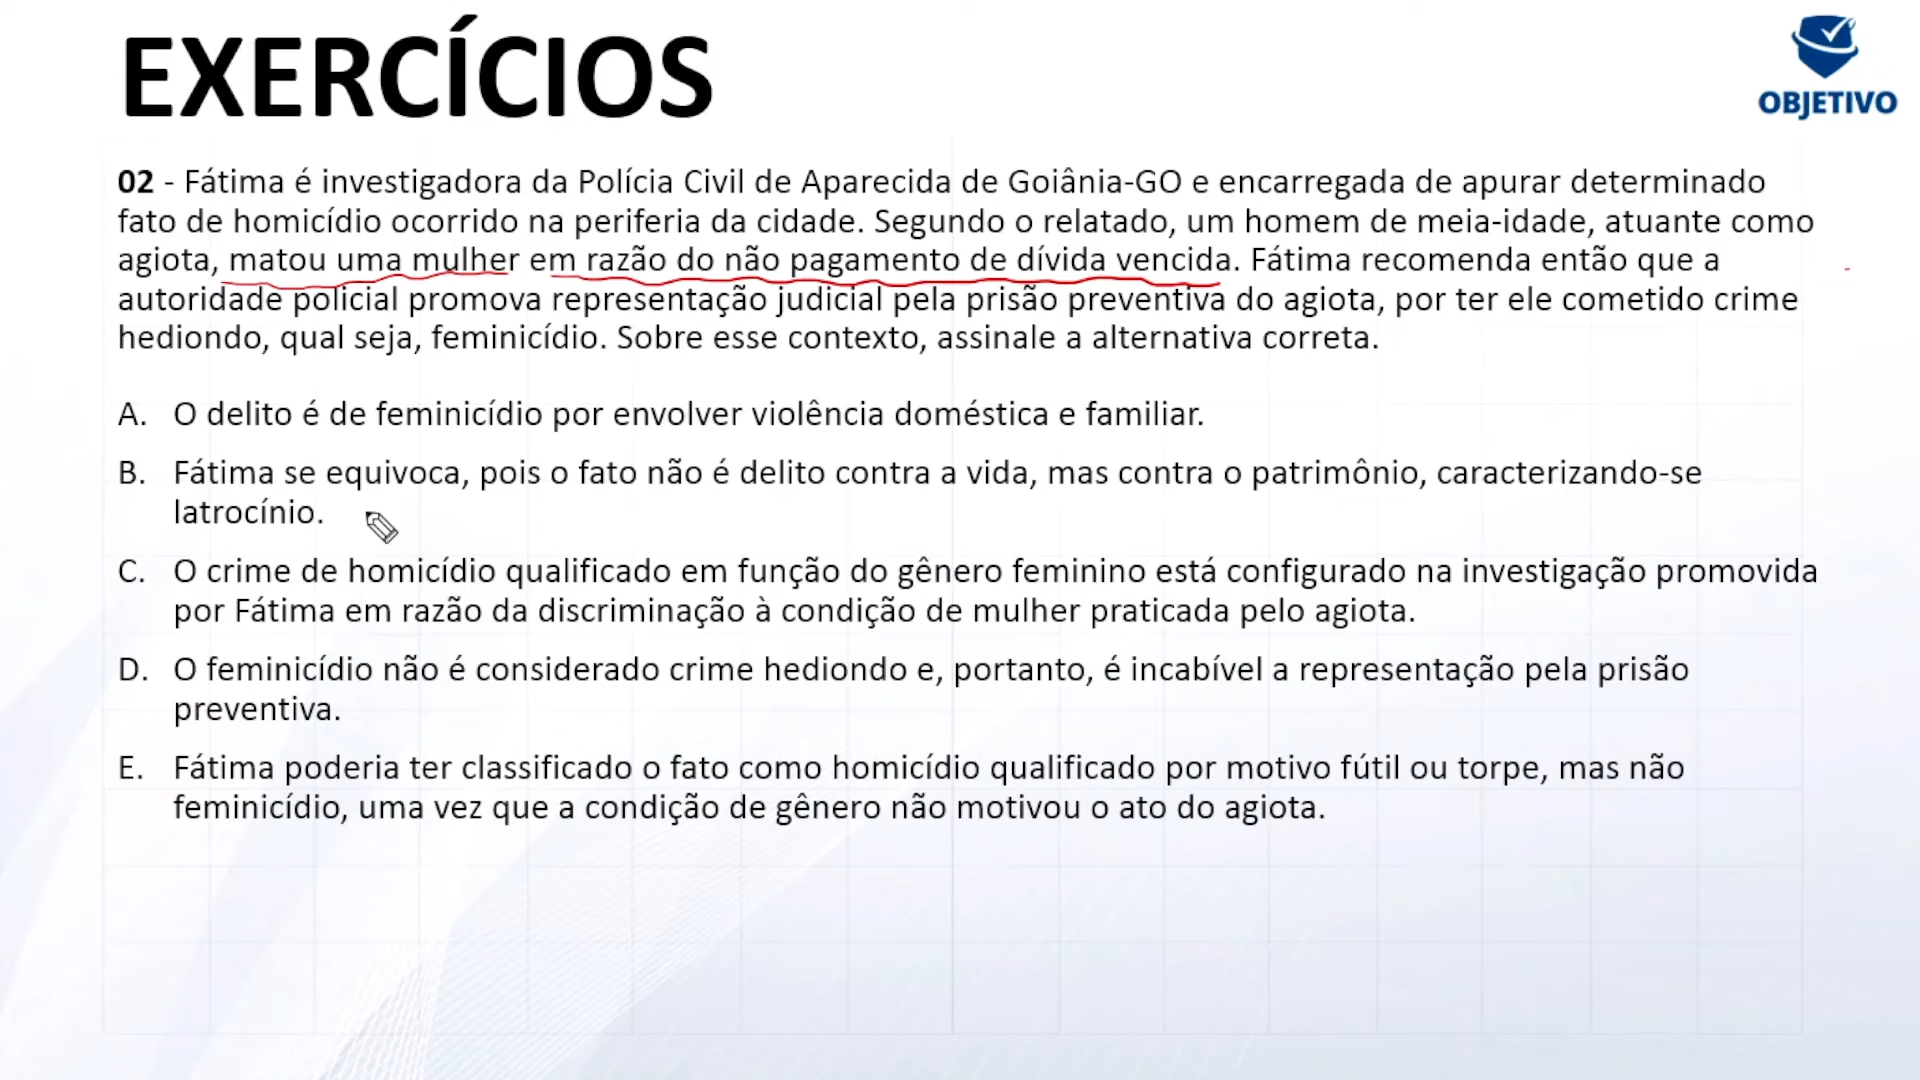 EXERCÍCIOS
OBJETIVO
02 - Fátima é investigadora da Polícia Civil de Aparecida de Goiânia-GO e encarregada de apurar determinado
fato de homicídio ocorrido na periferia da cidade. Segundo o relatado, um homem de meia-idade, atuante como
agiota, matou uma mulher em razão do não pagamento de dívida vencida. Fátima recomenda então que a
autoridade policial promova representação judicial pela prisão preventiva do agiota, por ter ele cometido crime
hediondo, qual seja, feminicídio. Sobre esse contexto, assinale a alternativa correta.
A. O delito é de feminicídio por envolver violência doméstica e familiar.
B. Fátima se equivoca, pois o fato não é delito contra a vida, mas contra o patrimônio, caracterizando-se
latrocínio.
C. O crime de homicídio qualificado em função do gênero feminino está configurado na investigação promovida
por Fátima em razão da discriminação à condição de mulher praticada pelo agiota.
D. O feminicídio não é considerado crime hediondo e, portanto, é incabível a representação pela prisão
preventiva.
E. Fátima poderia ter classificado o fato como homicídio qualificado por motivo fútil ou torpe, mas não
feminicídio, uma vez que a condição de gênero não motivou o ato do agiota.